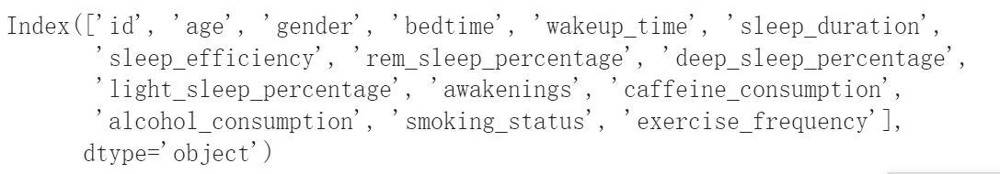 Index(['id', 'age', 'gender', 'bedtime', 'wakeup_time', 'sleep_duration',
'sleep_efficiency', 'rem_sleep_percentage', 'deep_sleep_percentage',
'light_sleep_percentage', 'awakenings', 'caffeine_consumption',
'alcohol_consumption', 'smoking_status', 'exercise_frequency'],
dtype='object')